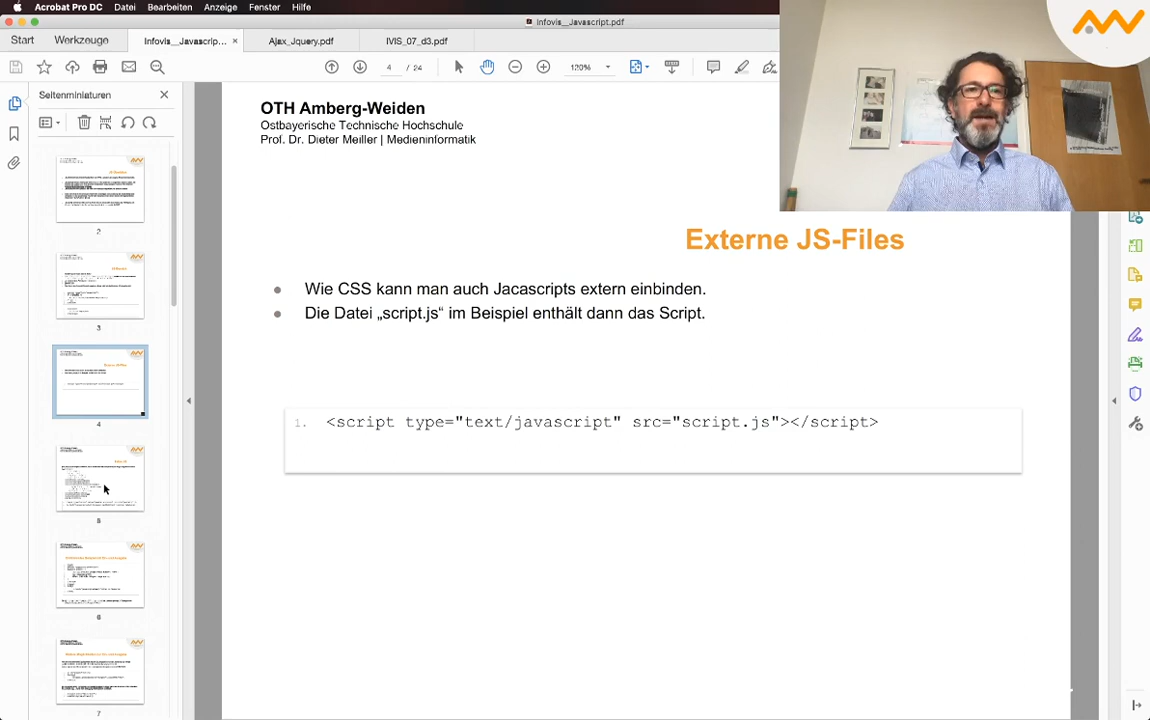 Acrobat Pro DC Datei Bearbeiten Anzeige Fenster Hilfe
Infovis_Javascript.pdf
Start Werkzeuge Infovis__Javascrip... × Ajax_Jquery.pdf IVIS_07_d3.pdf
4 / 24 120%
Seitenminiaturen ×
OTH Amberg-Weiden
Ostbayerische Technische Hochschule
Prof. Dr. Dieter Meiller | Medieninformatik
Externe JS-Files
Wie CSS kann man auch Jacascripts extern einbinden.
Die Datei „script.js“ im Beispiel enthält dann das Script.
1. <script type="text/javascript" src="script.js"></script>
2
3
4
5
6
7